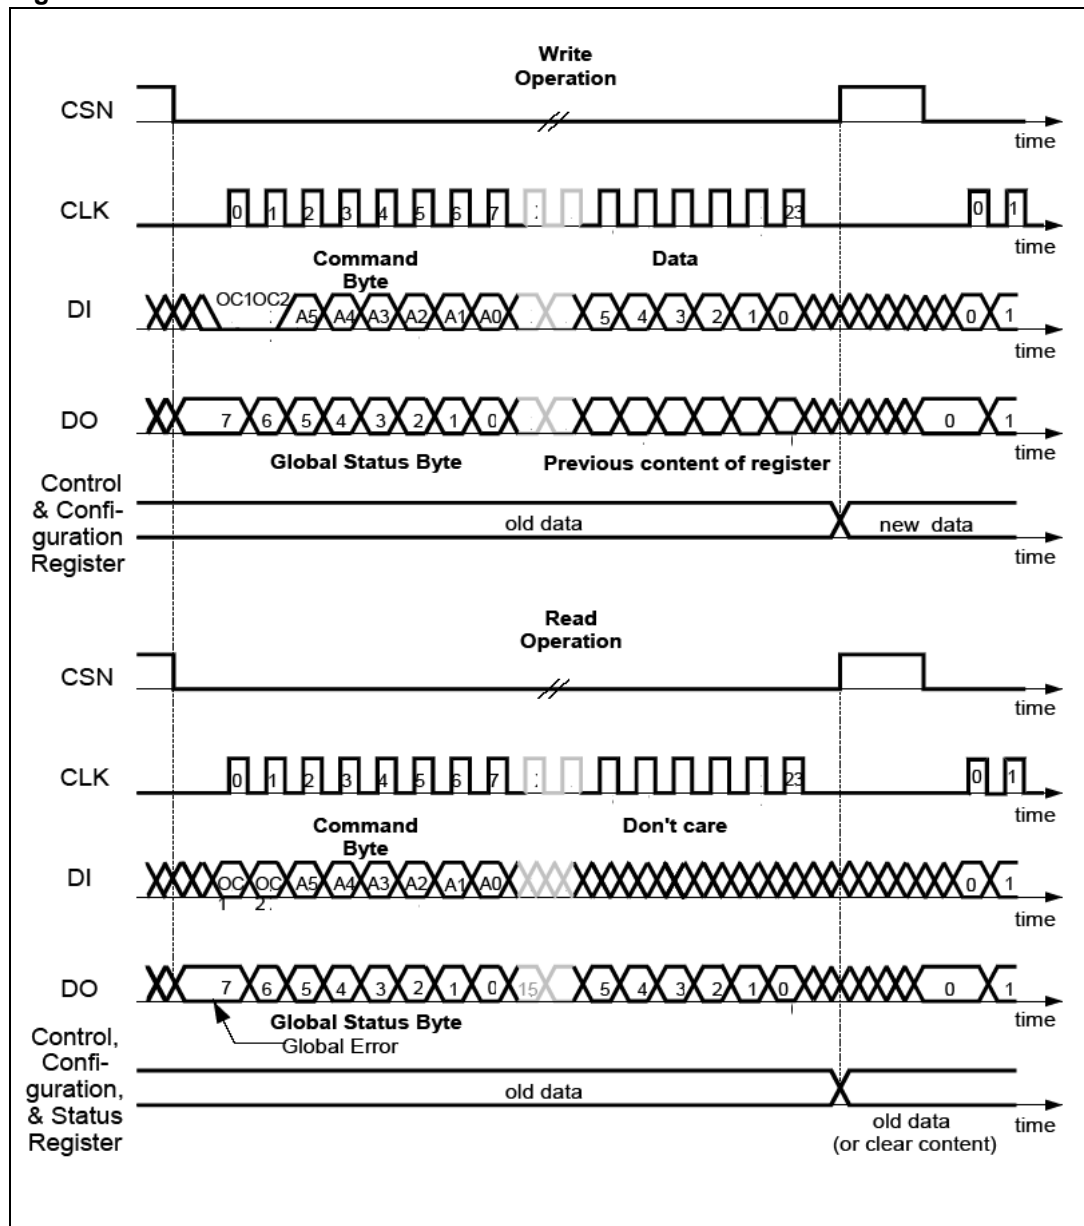 Write
Operation
CSN
time
CLK
0 1 2 3 4 5 6 7 23 0 1
time
Command
Byte
Data
DI
OC1OC2 A5 A4 A3 A2 A1 A0 5 4 3 2 1 0 0 1
time
DO
7 6 5 4 3 2 1 0 0 1
time
Global Status Byte
Previous content of register
Control
& Confi-
guration
Register
old data
new data
time
Read
Operation
CSN
time
CLK
0 1 2 3 4 5 6 7 23 0 1
time
Command
Byte
Don't care
DI
OC OC A5 A4 A3 A2 A1 A0 0 1
1 2
time
DO
7 6 5 4 3 2 1 0 15 5 4 3 2 1 0 0 1
time
Global Status Byte
Global Error
Control,
Confi-
guration,
& Status
Register
old data
old data
(or clear content)
time